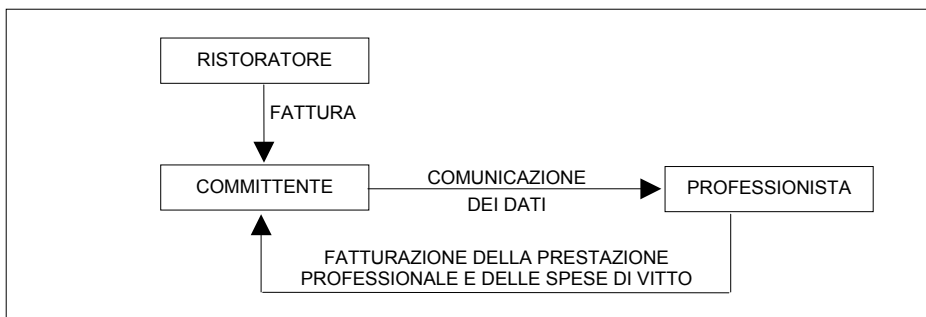 RISTORATORE
FATTURA
COMMITTENTE
COMUNICAZIONE
DEI DATI
PROFESSIONISTA
FATTURAZIONE DELLA PRESTAZIONE
PROFESSIONALE E DELLE SPESE DI VITTO